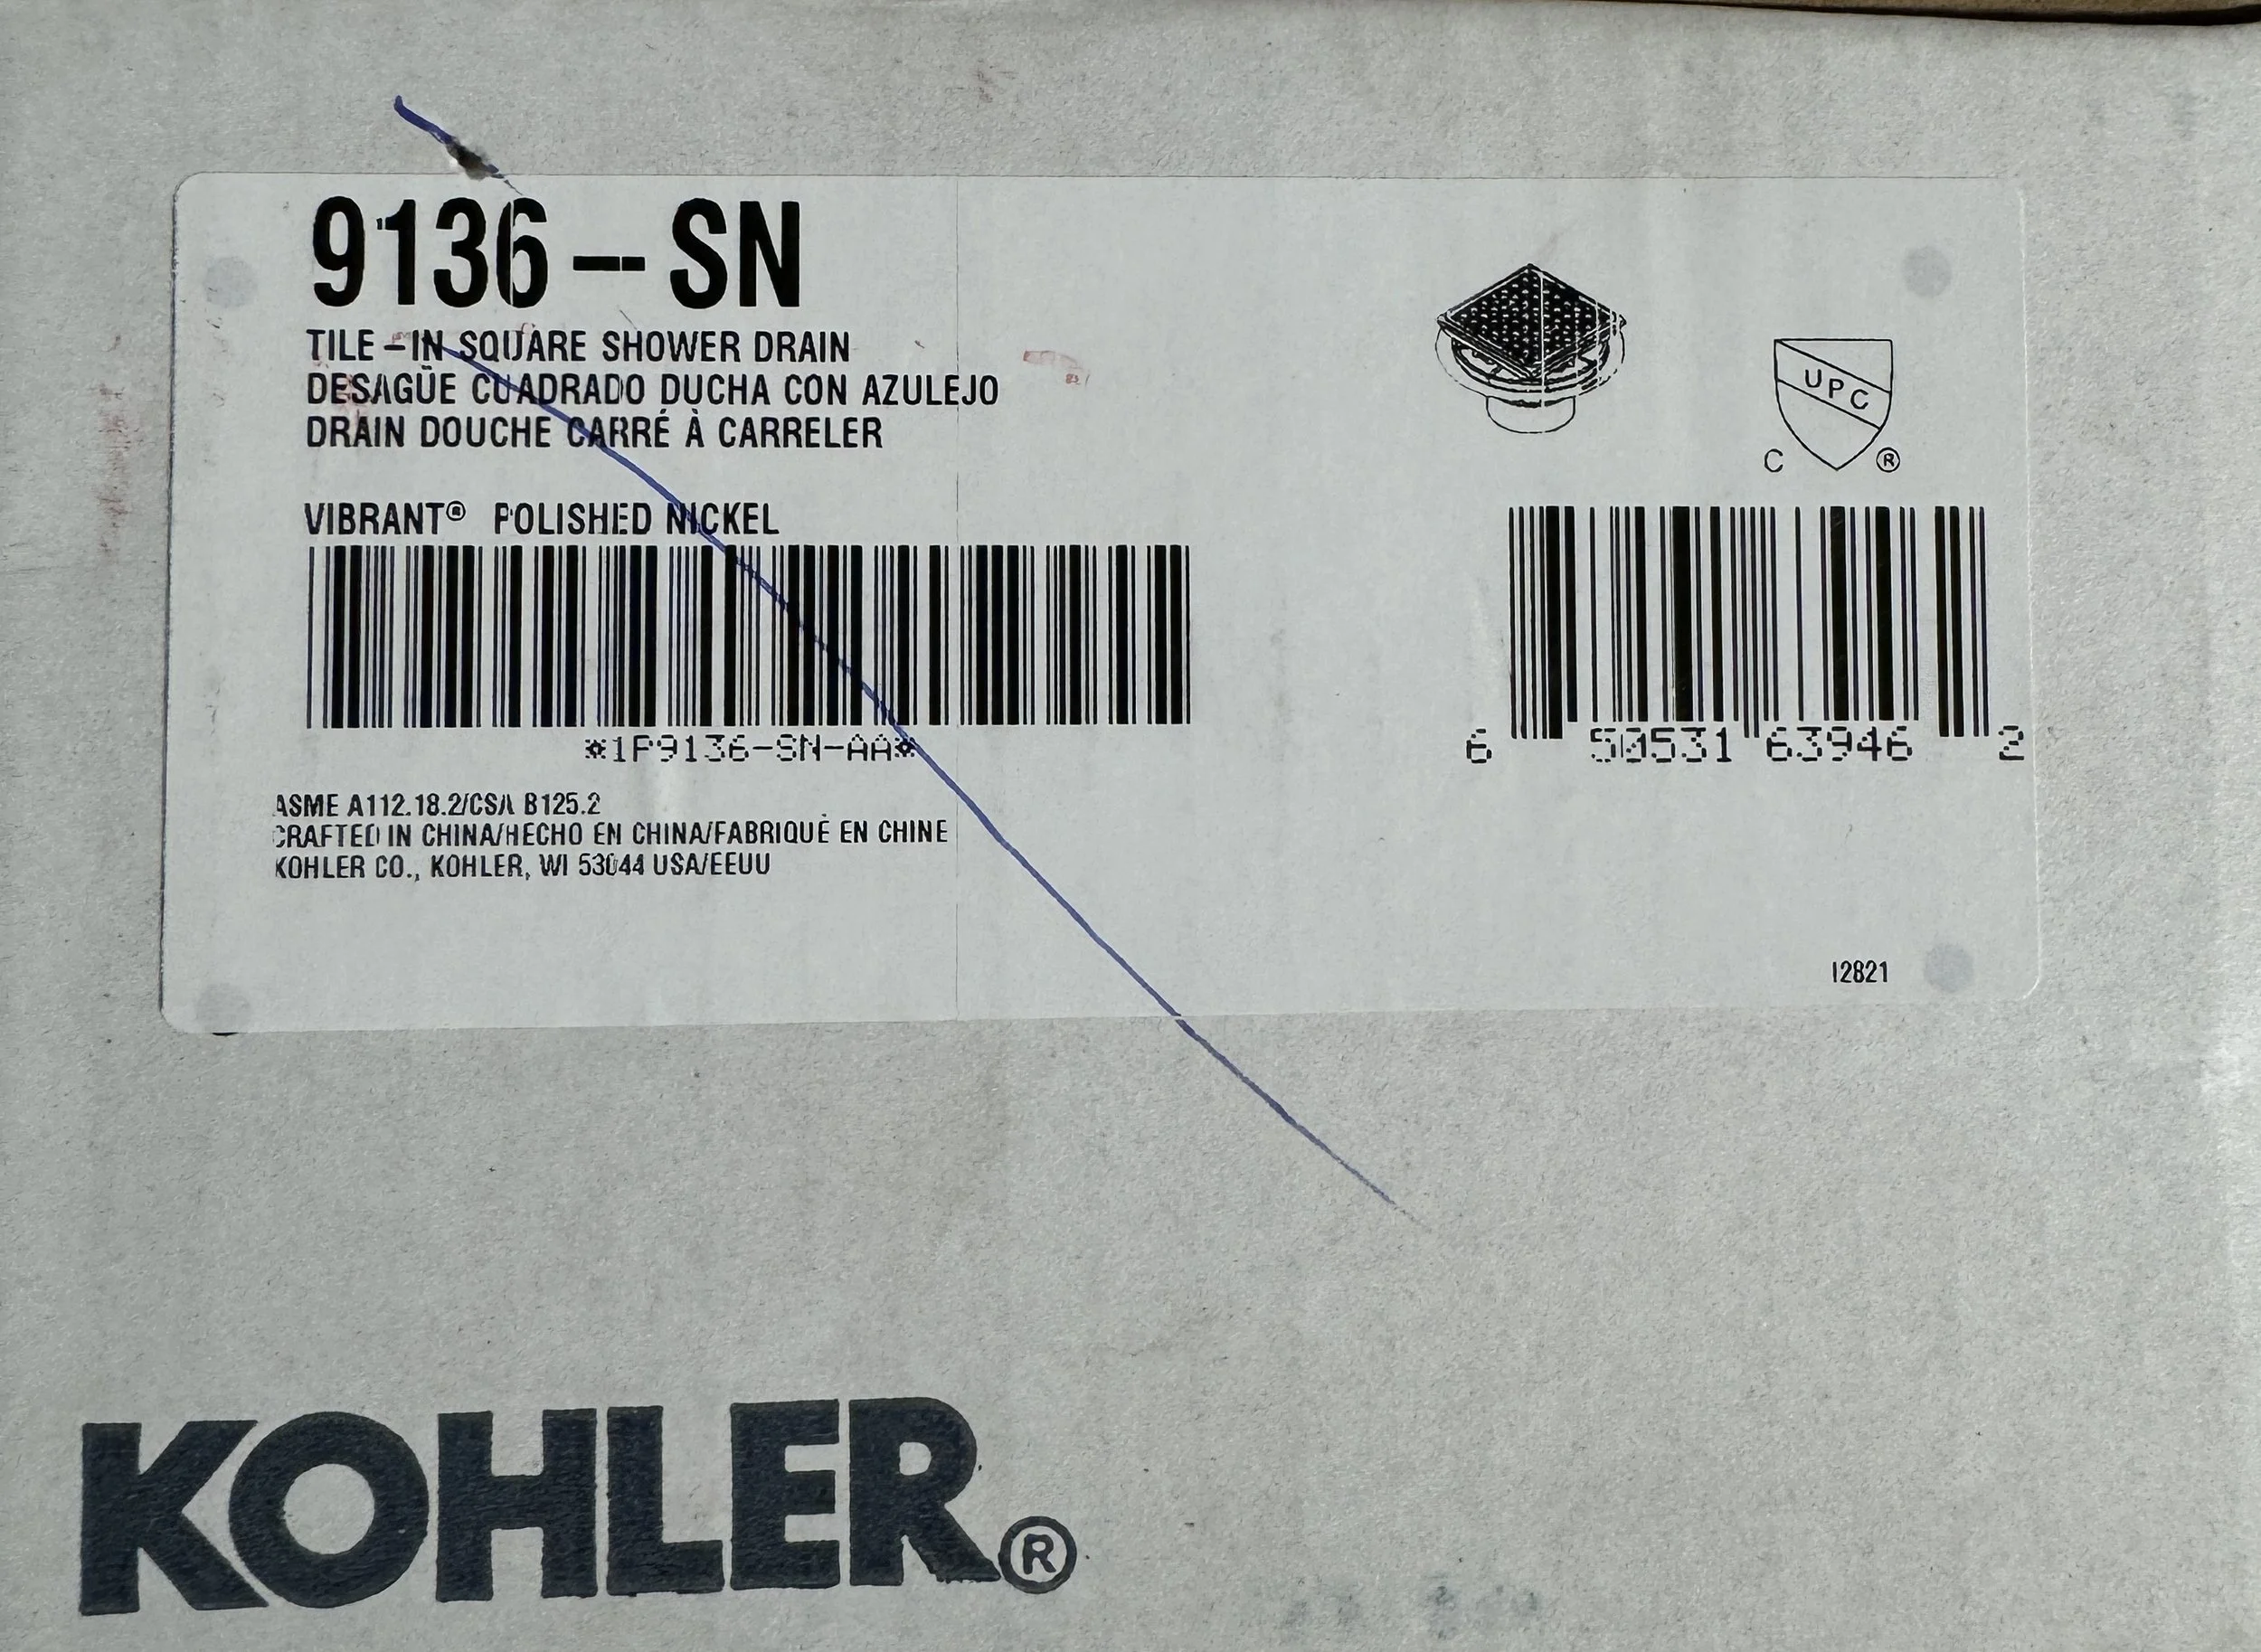 9136-SN
TILE-IN SQUARE SHOWER DRAIN
DESAGÜE CUADRADO DUCHA CON AZULEJO
DRAIN DOUCHE CARRÉ À CARRELER
VIBRANT® POLISHED NICKEL
*1P9136-SN-AA*
ASME A112.18.2/CSA B125.2
CRAFTED IN CHINA/HECHO EN CHINA/FABRIQUÉ EN CHINE
KOHLER CO., KOHLER, WI 53044 USA/EEUU
UPC
C ®
6 50531 63946 2
12821
KOHLER®